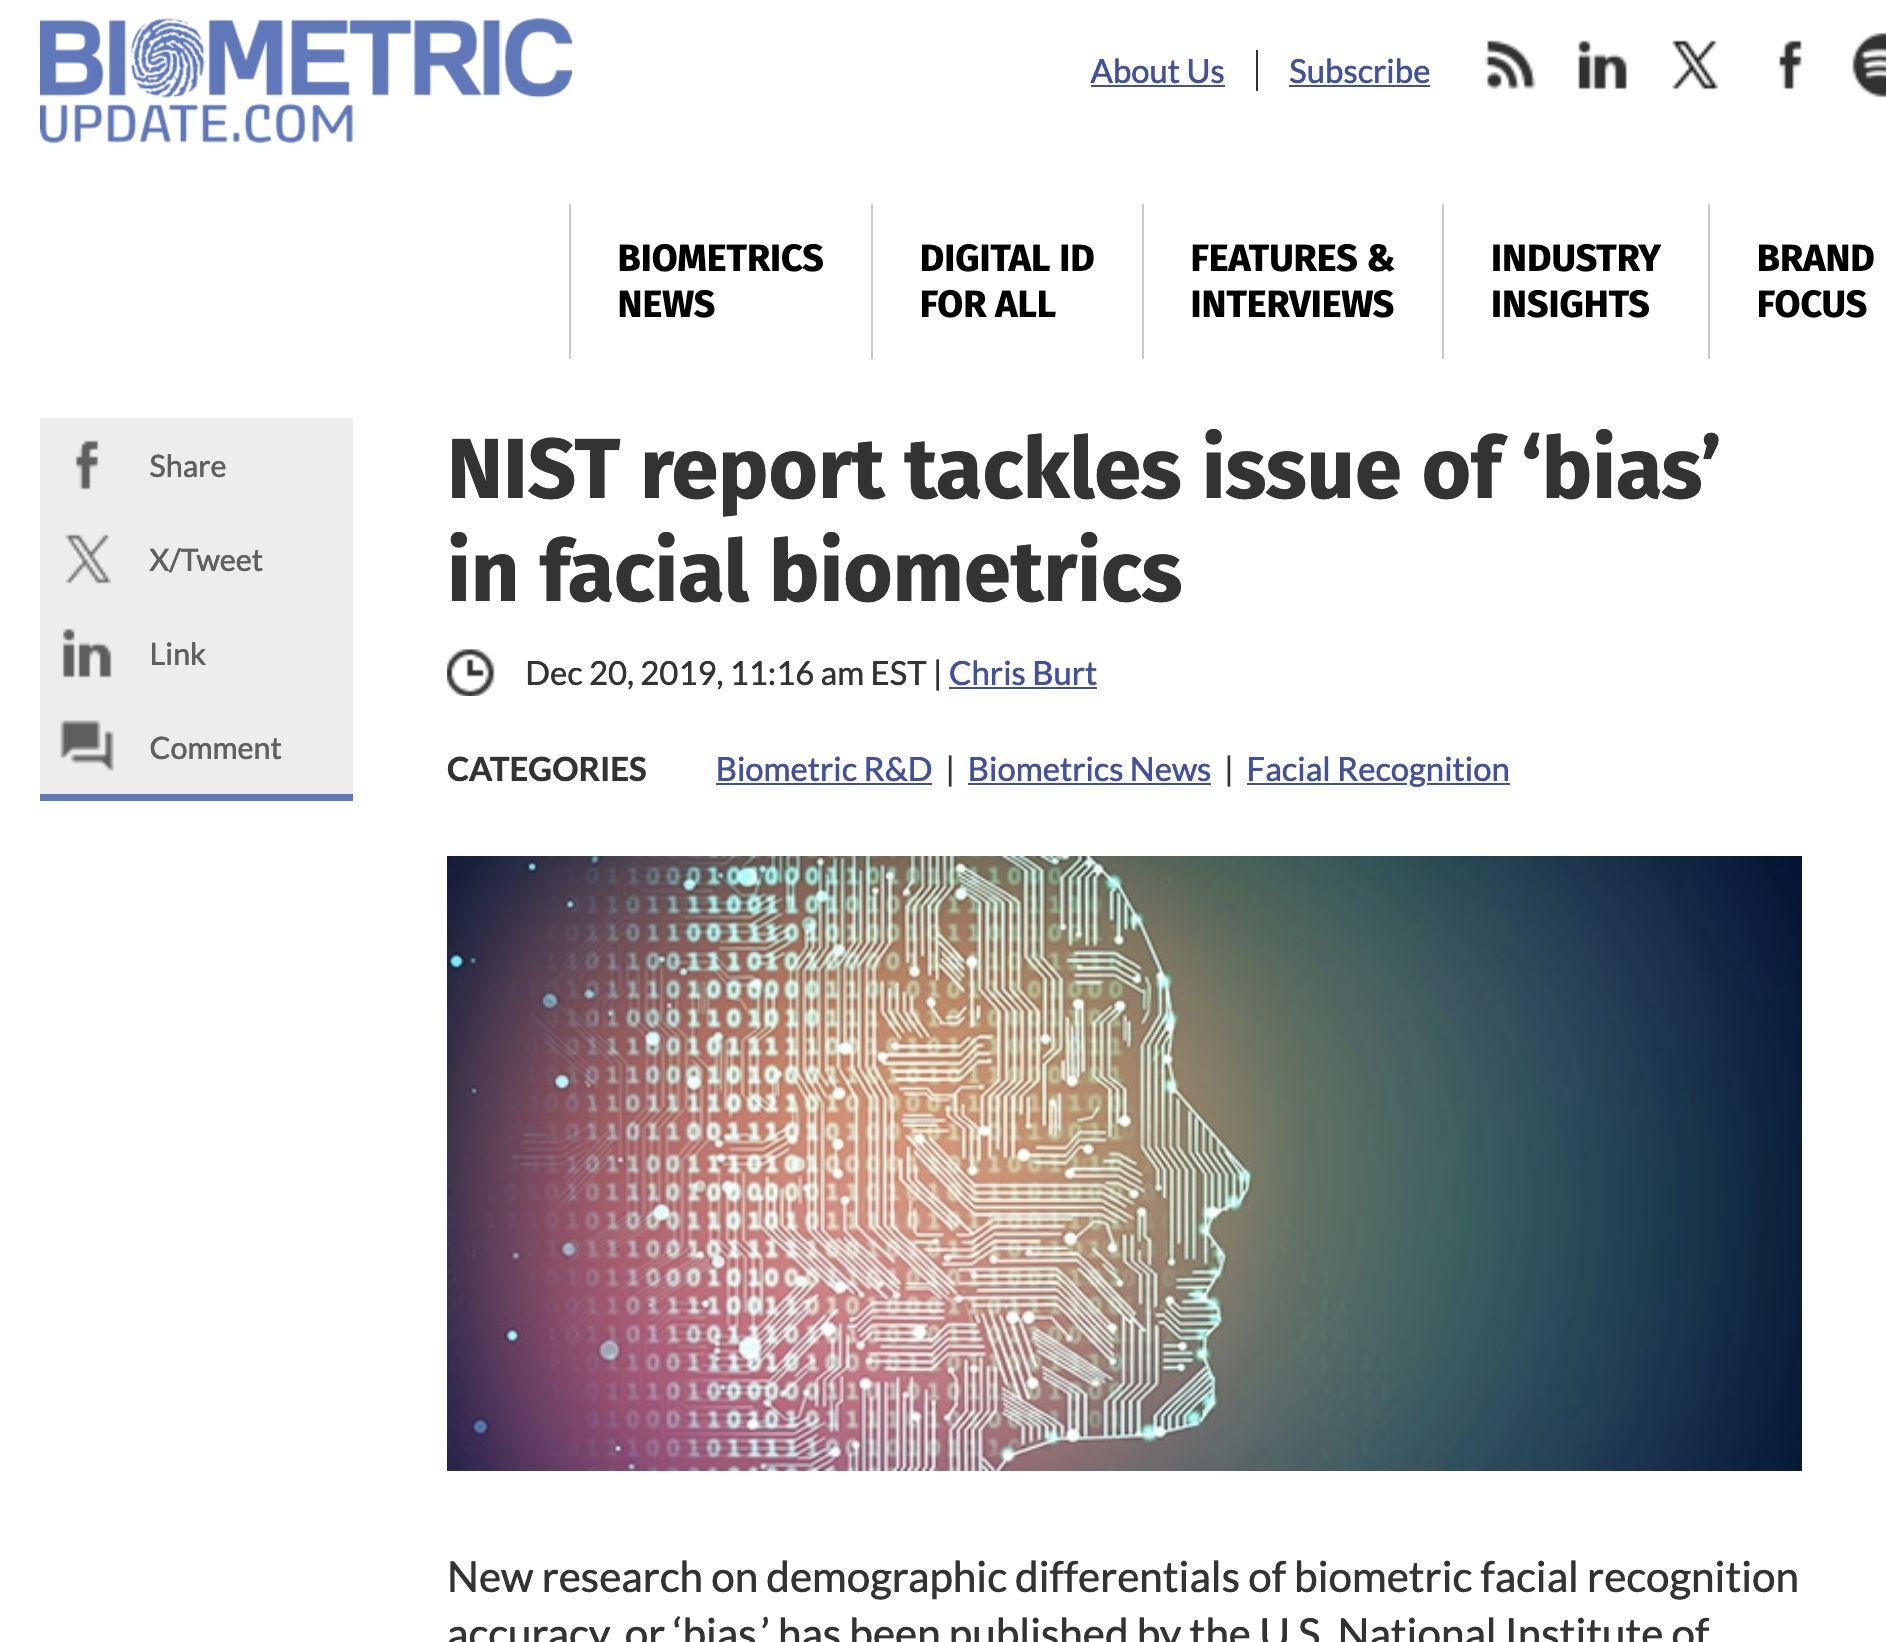 BIOMETRIC
UPDATE.COM
About Us | Subscribe
BIOMETRICS NEWS
DIGITAL ID FOR ALL
FEATURES & INTERVIEWS
INDUSTRY INSIGHTS
BRAND FOCUS
Share
X/Tweet
Link
Comment
NIST report tackles issue of ‘bias’
in facial biometrics
Dec 20, 2019, 11:16 am EST | Chris Burt
CATEGORIES Biometric R&D | Biometrics News | Facial Recognition
New research on demographic differentials of biometric facial recognition
accuracy, or ‘bias,’ has been published by the U.S. National Institute of